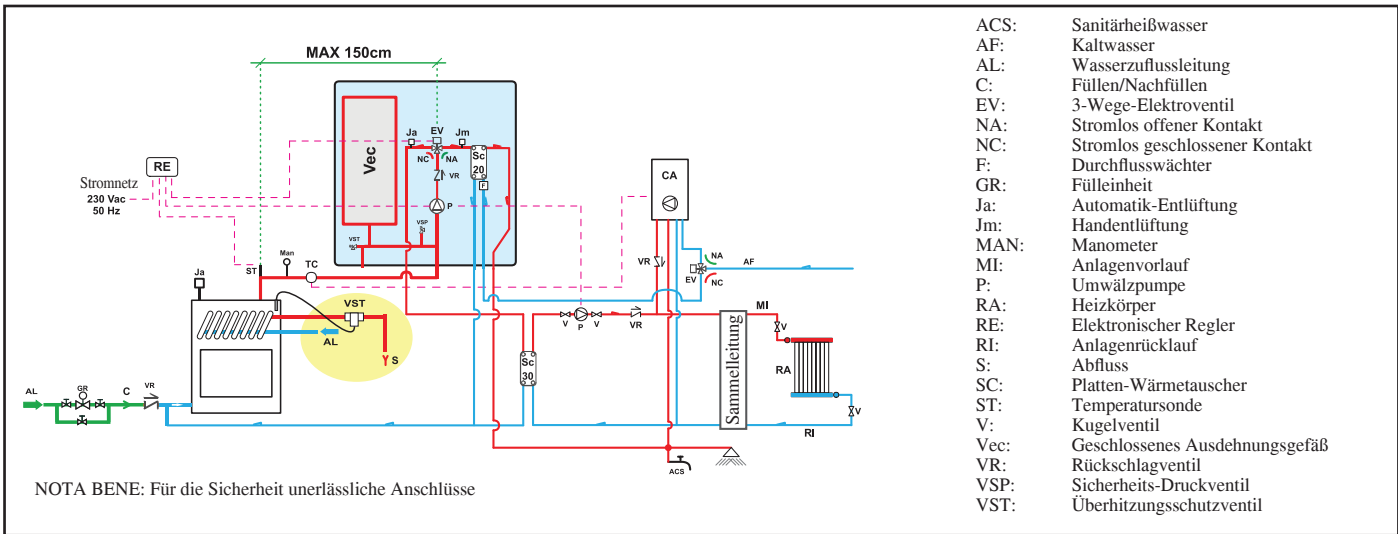 MAX 150cm
Ja
EV
Jm
NC
NA
Sc
20
F
VR
Vec
P
VSP
VST
RE
Stromnetz
230 Vac
50 Hz
CA
ST
Man
TC
Ja
VST
AL
S
VR
NA
EV
NC
AF
MI
V
P
V
VR
V
Sc
30
Sammelleitung
RA
V
RI
AL
GR
C
VR
ACS
NOTA BENE: Für die Sicherheit unerlässliche Anschlüsse
ACS: Sanitärheißwasser
AF: Kaltwasser
AL: Wasserzuflussleitung
C: Füllen/Nachfüllen
EV: 3-Wege-Elektroventil
NA: Stromlos offener Kontakt
NC: Stromlos geschlossener Kontakt
F: Durchflusswächter
GR: Fülleinheit
Ja: Automatik-Entlüftung
Jm: Handentlüftung
MAN: Manometer
MI: Anlagenvorlauf
P: Umwälzpumpe
RA: Heizkörper
RE: Elektronischer Regler
RI: Anlagenrücklauf
S: Abfluss
SC: Platten-Wärmetauscher
ST: Temperatursonde
V: Kugelventil
Vec: Geschlossenes Ausdehnungsgefäß
VR: Rückschlagventil
VSP: Sicherheits-Druckventil
VST: Überhitzungsschutzventil